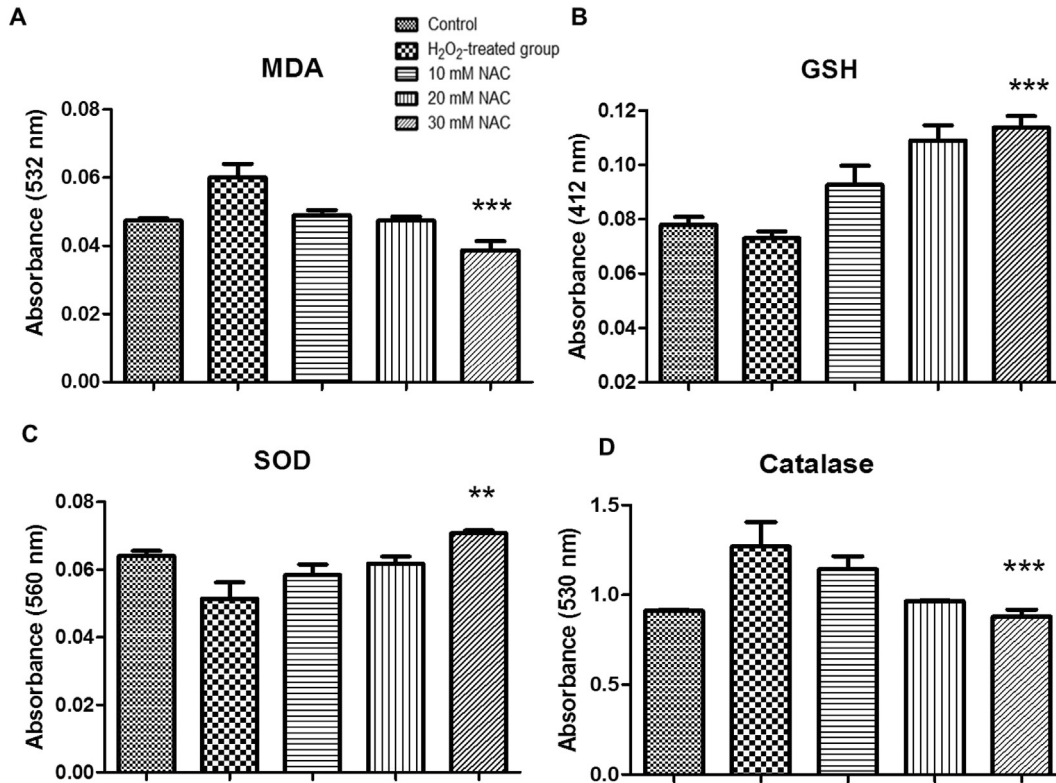 A
MDA
Control
H₂O₂-treated group
10 mM NAC
20 mM NAC
30 mM NAC
Absorbance (532 nm)
0.08
0.06
0.04
0.02
0.00
***
B
GSH
Absorbance (412 nm)
0.12
0.10
0.08
0.06
0.04
0.02
***
C
SOD
Absorbance (560 nm)
0.08
0.06
0.04
0.02
0.00
**
D
Catalase
Absorbance (530 nm)
1.5
1.0
0.5
0.0
***